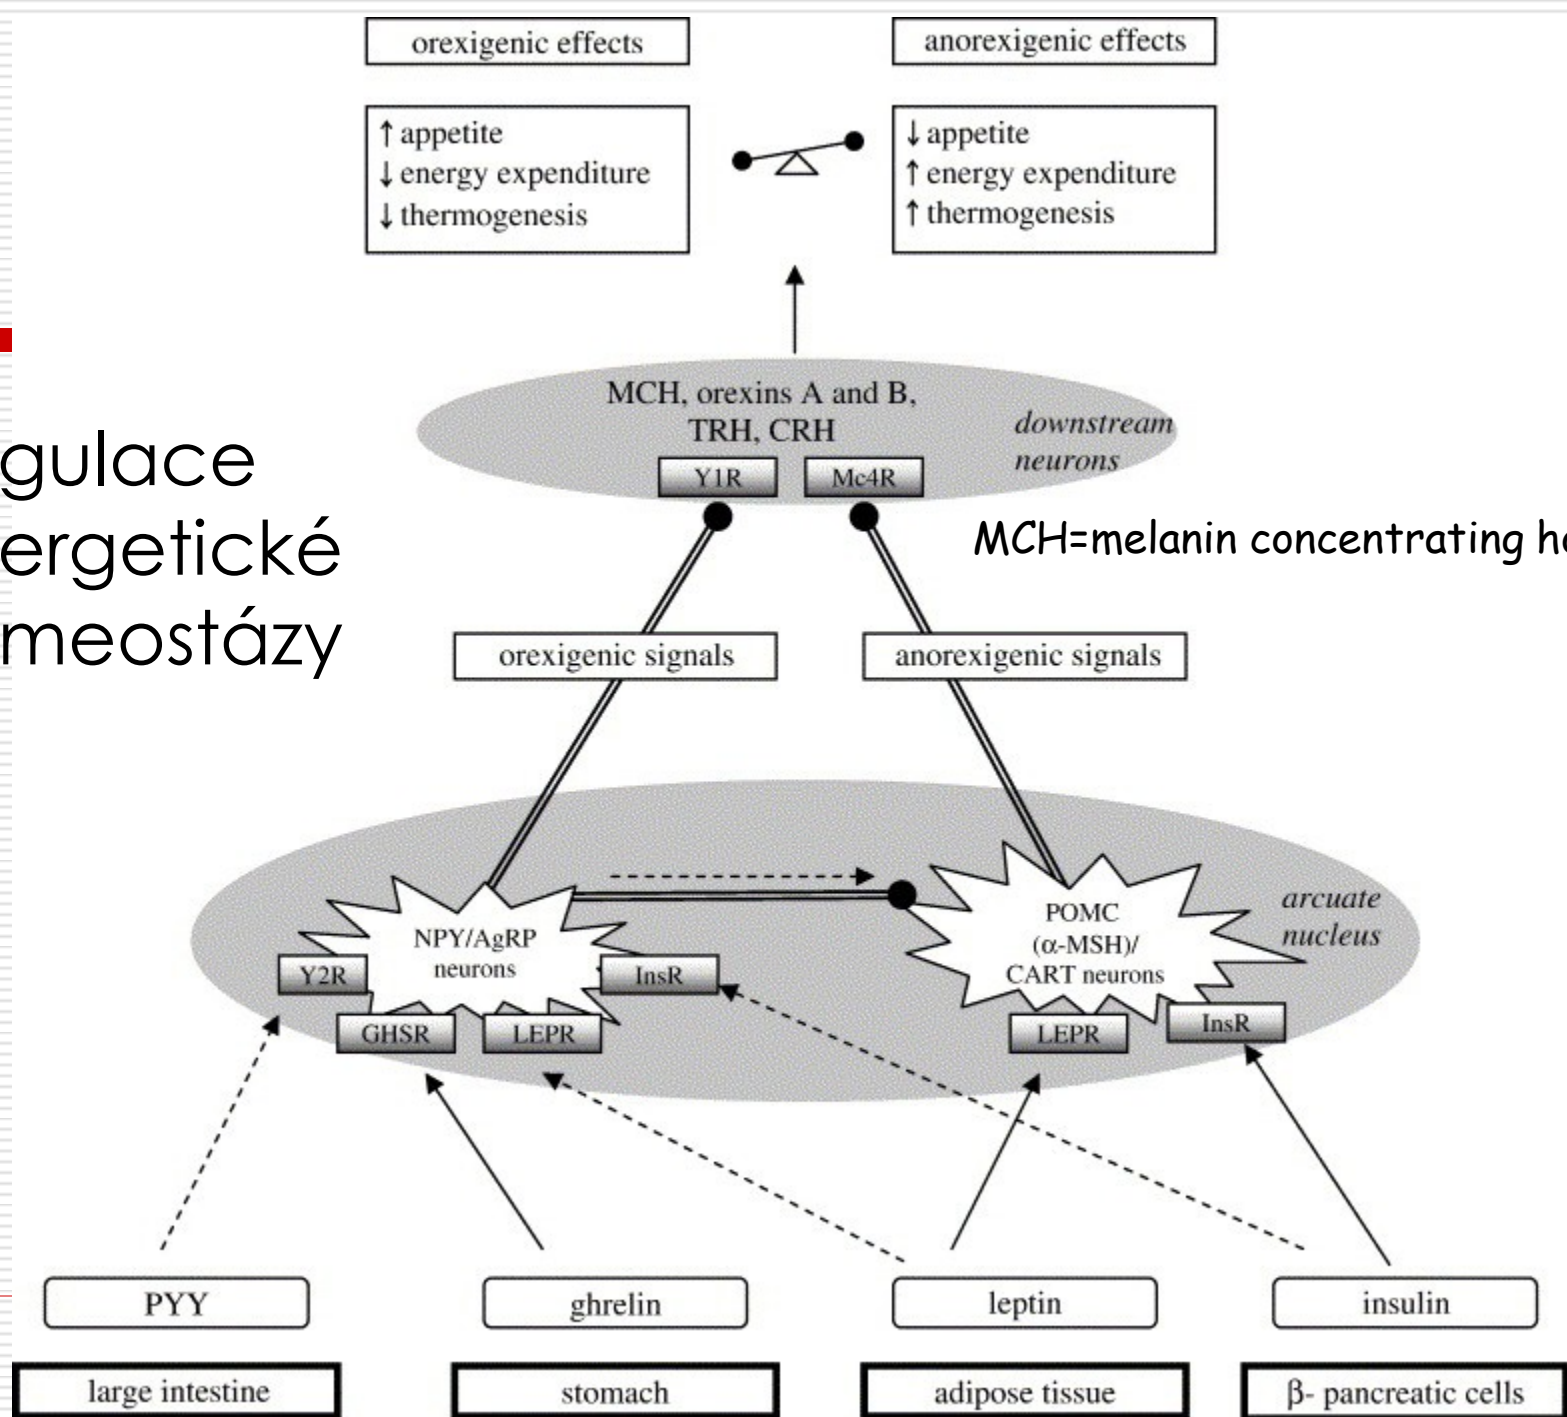 orexigenic effects
anorexigenic effects
↑ appetite
↓ energy expenditure
↓ thermogenesis
↓ appetite
↑ energy expenditure
↑ thermogenesis
MCH, orexins A and B,
TRH, CRH
downstream
neurons
Y1R
Mc4R
gulace
ergetické
meostázy
MCH=melanin concentrating
orexigenic signals
anorexigenic signals
NPY/AgRP
neurons
POMC
(α-MSH)/
CART neurons
arcuate
nucleus
Y2R
InsR
GHSR
LEPR
LEPR
InsR
PYY
ghrelin
leptin
insulin
large intestine
stomach
adipose tissue
β- pancreatic cells